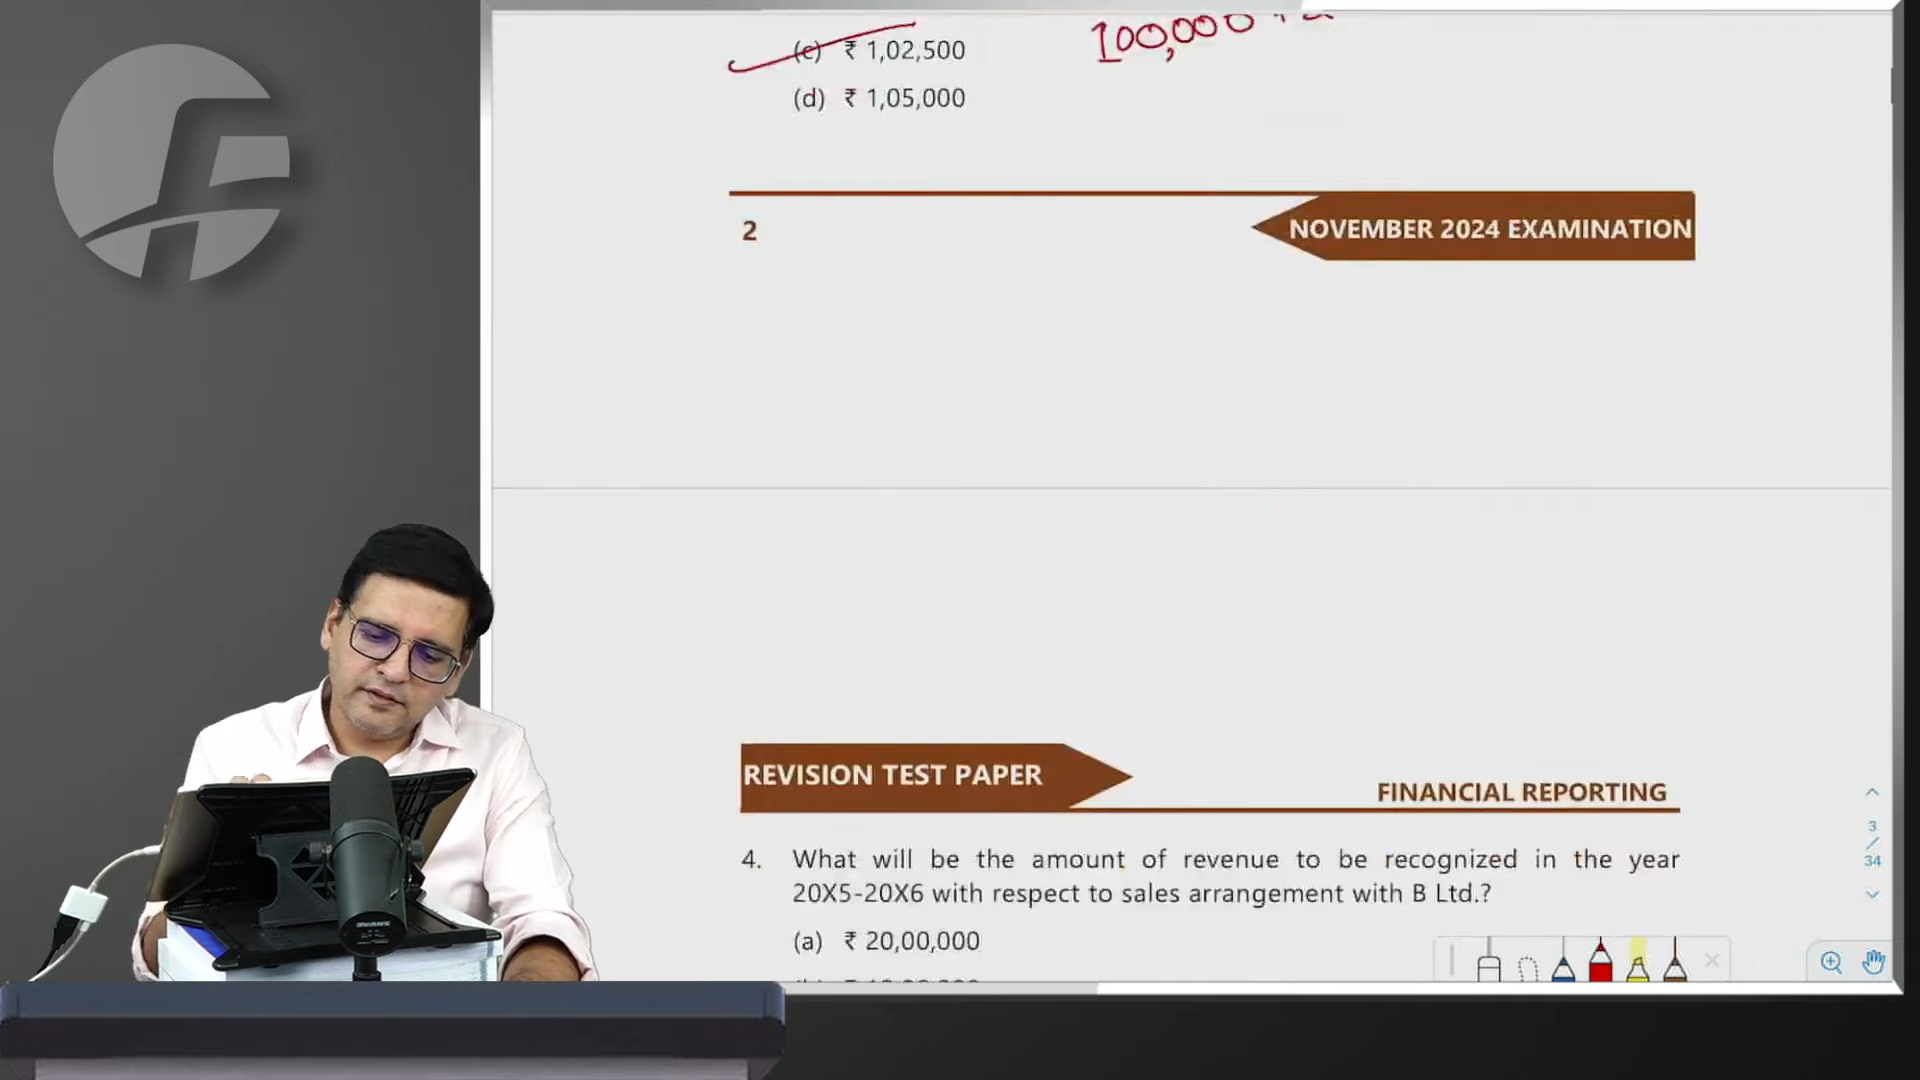 100,000
(c) ₹ 1,02,500
(d) ₹ 1,05,000
2
NOVEMBER 2024 EXAMINATION
REVISION TEST PAPER
FINANCIAL REPORTING
4. What will be the amount of revenue to be recognized in the year
20X5-20X6 with respect to sales arrangement with B Ltd.?
(a) ₹ 20,00,000
3
/
34